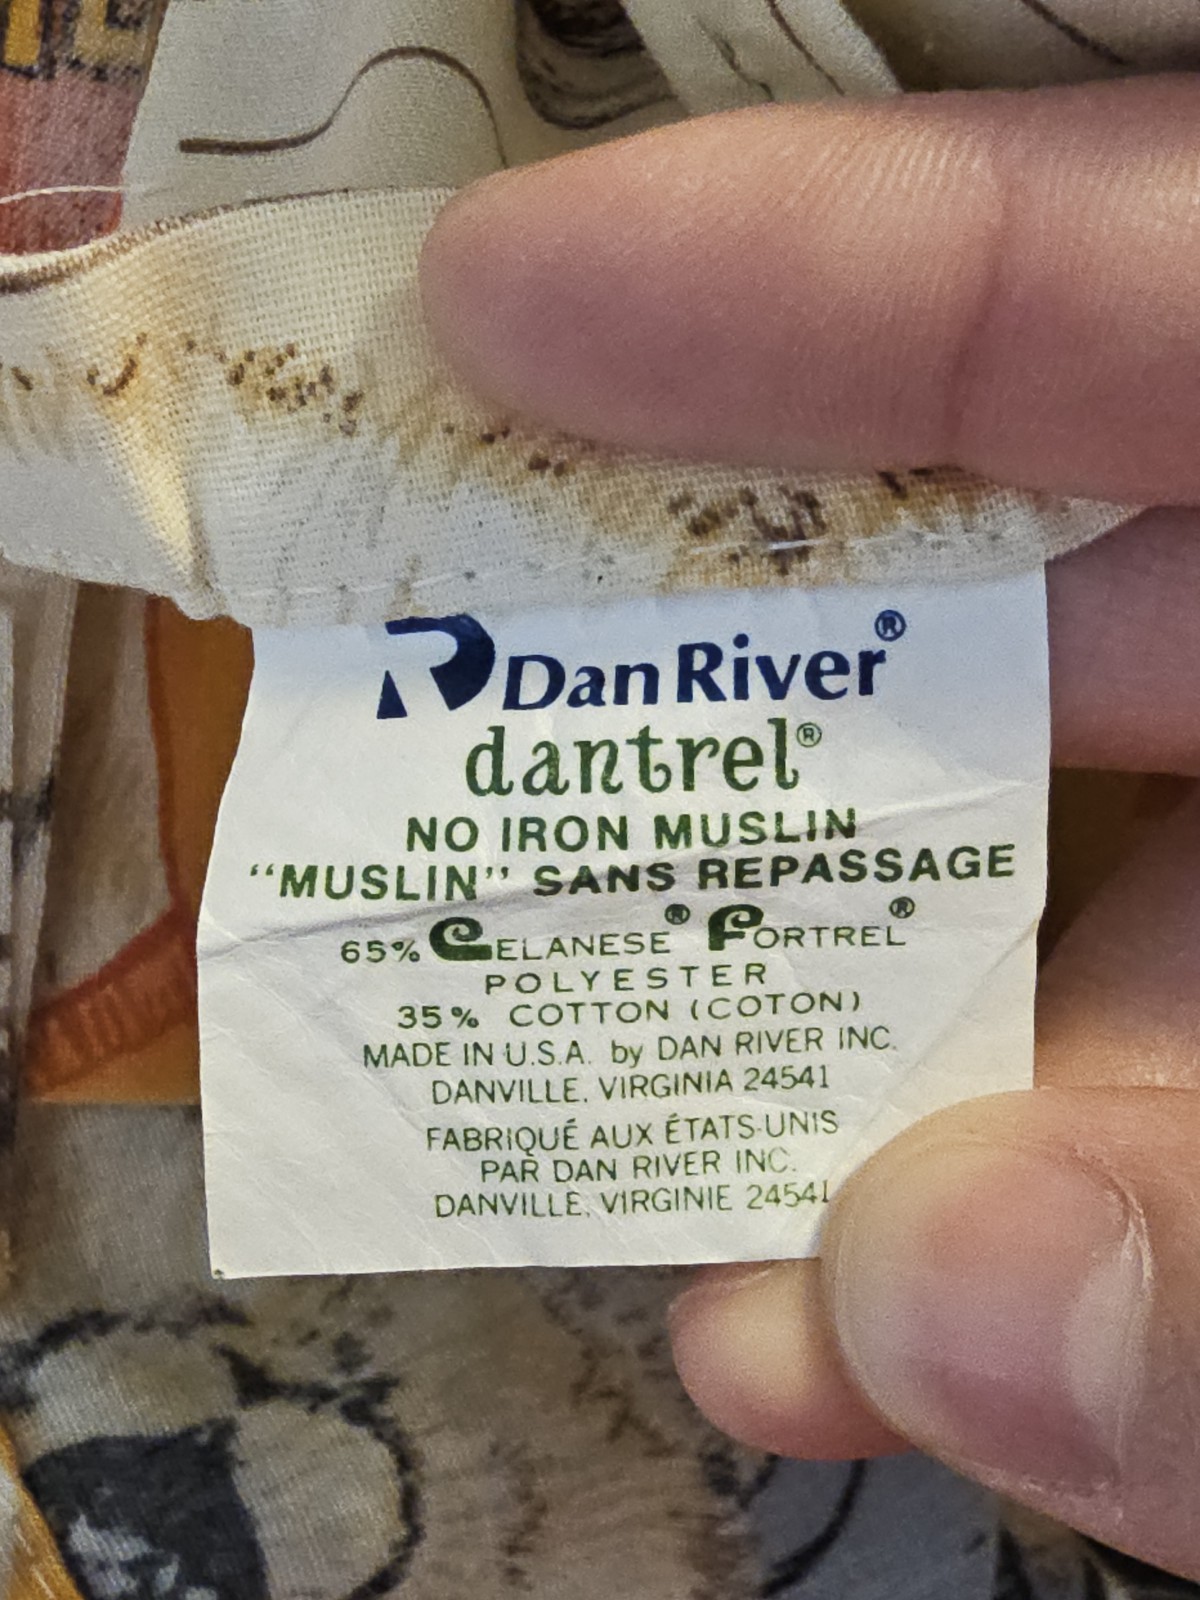 Dan River®
dantrel®
NO IRON MUSLIN
"MUSLIN" SANS REPASSAGE
65% CELANESE® FORTREL®
POLYESTER
35% COTTON (COTON)
MADE IN U.S.A. by DAN RIVER INC.
DANVILLE, VIRGINIA 24541
FABRIQUÉ AUX ÉTATS-UNIS
PAR DAN RIVER INC.
DANVILLE, VIRGINIE 24541